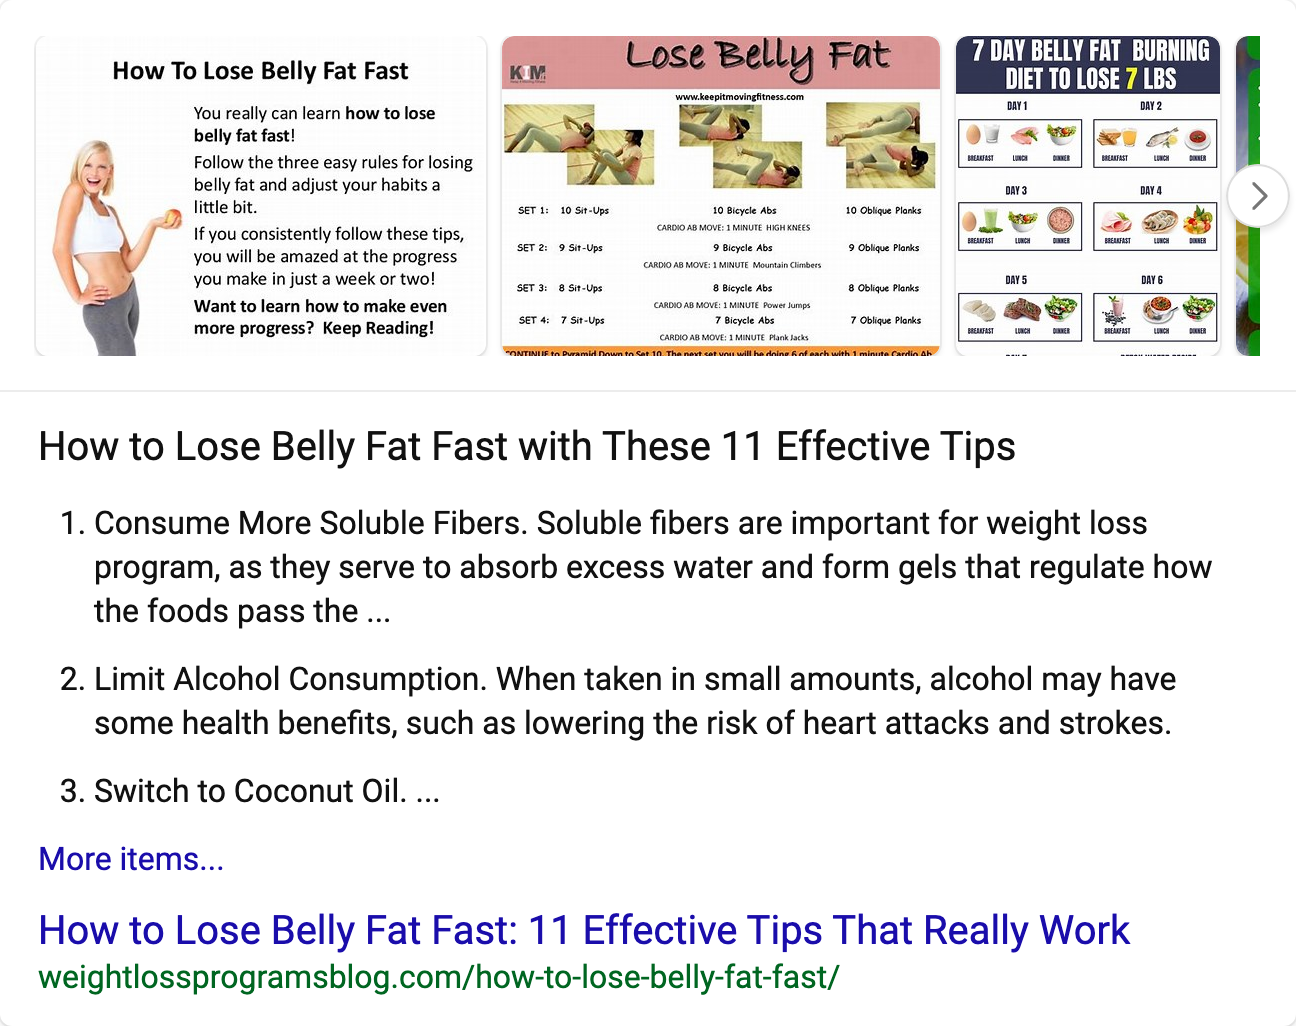 How To Lose Belly Fat Fast
You really can learn how to lose
belly fat fast!
Follow the three easy rules for losing
belly fat and adjust your habits a
little bit.
If you consistently follow these tips,
you will be amazed at the progress
you make in just a week or two!
Want to learn how to make even
more progress? Keep Reading!
Lose Belly Fat
KIM
www.keepitmovingfitness.com
SET 1: 10 Sit-Ups 10 Bicycle Abs 10 Oblique Planks
CARDIO AB MOVE: 1 MINUTE HIGH KNEES
SET 2: 9 Sit-Ups 9 Bicycle Abs 9 Oblique Planks
CARDIO AB MOVE: 1 MINUTE Mountain Climbers
SET 3: 8 Sit-Ups 8 Bicycle Abs 8 Oblique Planks
CARDIO AB MOVE: 1 MINUTE Power Jumps
SET 4: 7 Sit-Ups 7 Bicycle Abs 7 Oblique Planks
CARDIO AB MOVE: 1 MINUTE Plank Jacks
CONTINUE to Pyramid Down to Set 10. The next set you will be doing 6 of each with 1 minute Cardio Ab
7 DAY BELLY FAT BURNING
DIET TO LOSE 7 LBS
DAY 1 DAY 2
BREAKFAST LUNCH DINNER BREAKFAST LUNCH DINNER
DAY 3 DAY 4
BREAKFAST LUNCH DINNER BREAKFAST LUNCH DINNER
DAY 5 DAY 6
BREAKFAST LUNCH DINNER BREAKFAST LUNCH DINNER
How to Lose Belly Fat Fast with These 11 Effective Tips
1. Consume More Soluble Fibers. Soluble fibers are important for weight loss
program, as they serve to absorb excess water and form gels that regulate how
the foods pass the ...
2. Limit Alcohol Consumption. When taken in small amounts, alcohol may have
some health benefits, such as lowering the risk of heart attacks and strokes.
3. Switch to Coconut Oil. ...
More items...
How to Lose Belly Fat Fast: 11 Effective Tips That Really Work
weightlossprogramsblog.com/how-to-lose-belly-fat-fast/